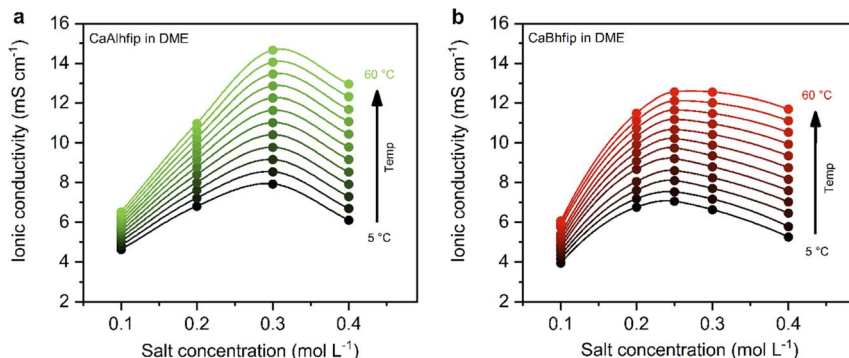 a
CaAlhfip in DME
Ionic conductivity (mS cm⁻¹)
16
14
12
10
8
6
4
2
60 °C
Temp
5 °C
0.1 0.2 0.3 0.4
Salt concentration (mol L⁻¹)
b
CaBhfip in DME
Ionic conductivity (mS cm⁻¹)
16
14
12
10
8
6
4
2
60 °C
Temp
5 °C
0.1 0.2 0.3 0.4
Salt concentration (mol L⁻¹)